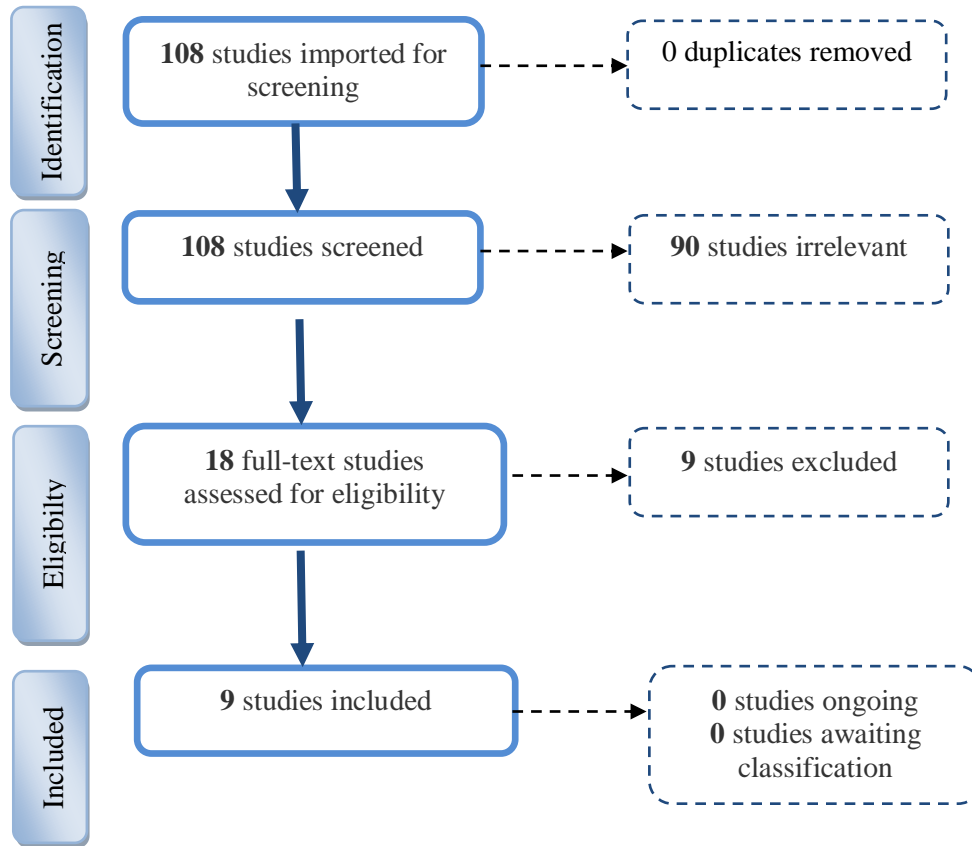 Identification
108 studies imported for
screening
0 duplicates removed
Screening
108 studies screened
90 studies irrelevant
Eligibilty
18 full-text studies
assessed for eligibility
9 studies excluded
Included
9 studies included
0 studies ongoing
0 studies awaiting
classification